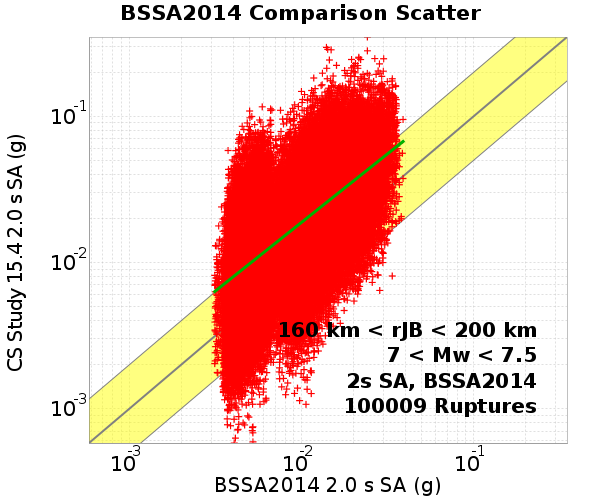 BSSA2014 Comparison Scatter
CS Study 15.4 2.0 s SA (g)
10^-1
10^-2
10^-3
160 km < rJB < 200 km
7 < Mw < 7.5
2s SA, BSSA2014
100009 Ruptures
10^-3 10^-2 10^-1
BSSA2014 2.0 s SA (g)